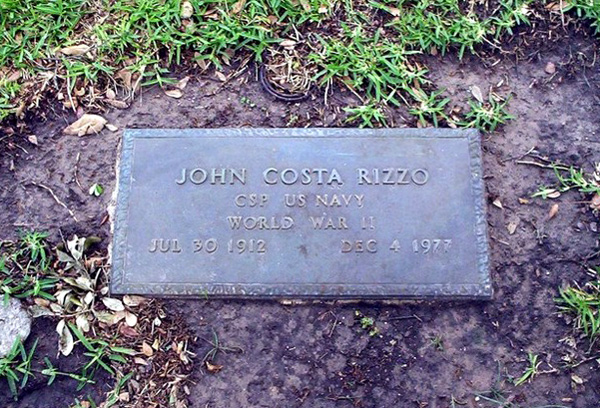 JOHN COSTA RIZZO
CSP US NAVY
WORLD WAR II
JUL 30 1912 DEC 4 1977